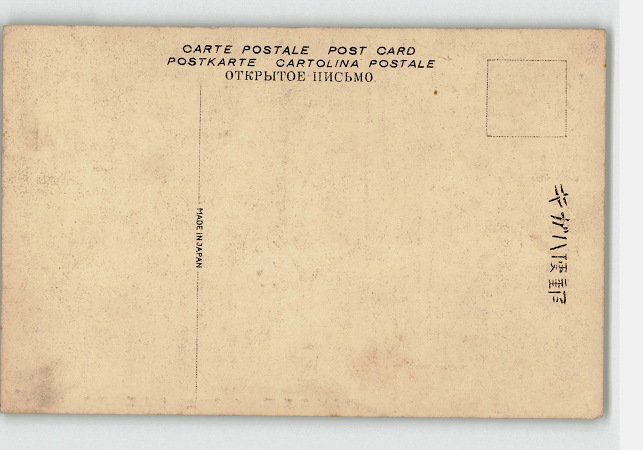 CARTE POSTALE POST CARD
POSTKARTE CARTOLINA POSTALE
ОТКРЫТОЕ ПИСЬМО.
MADE IN JAPAN
郵便ハガキ